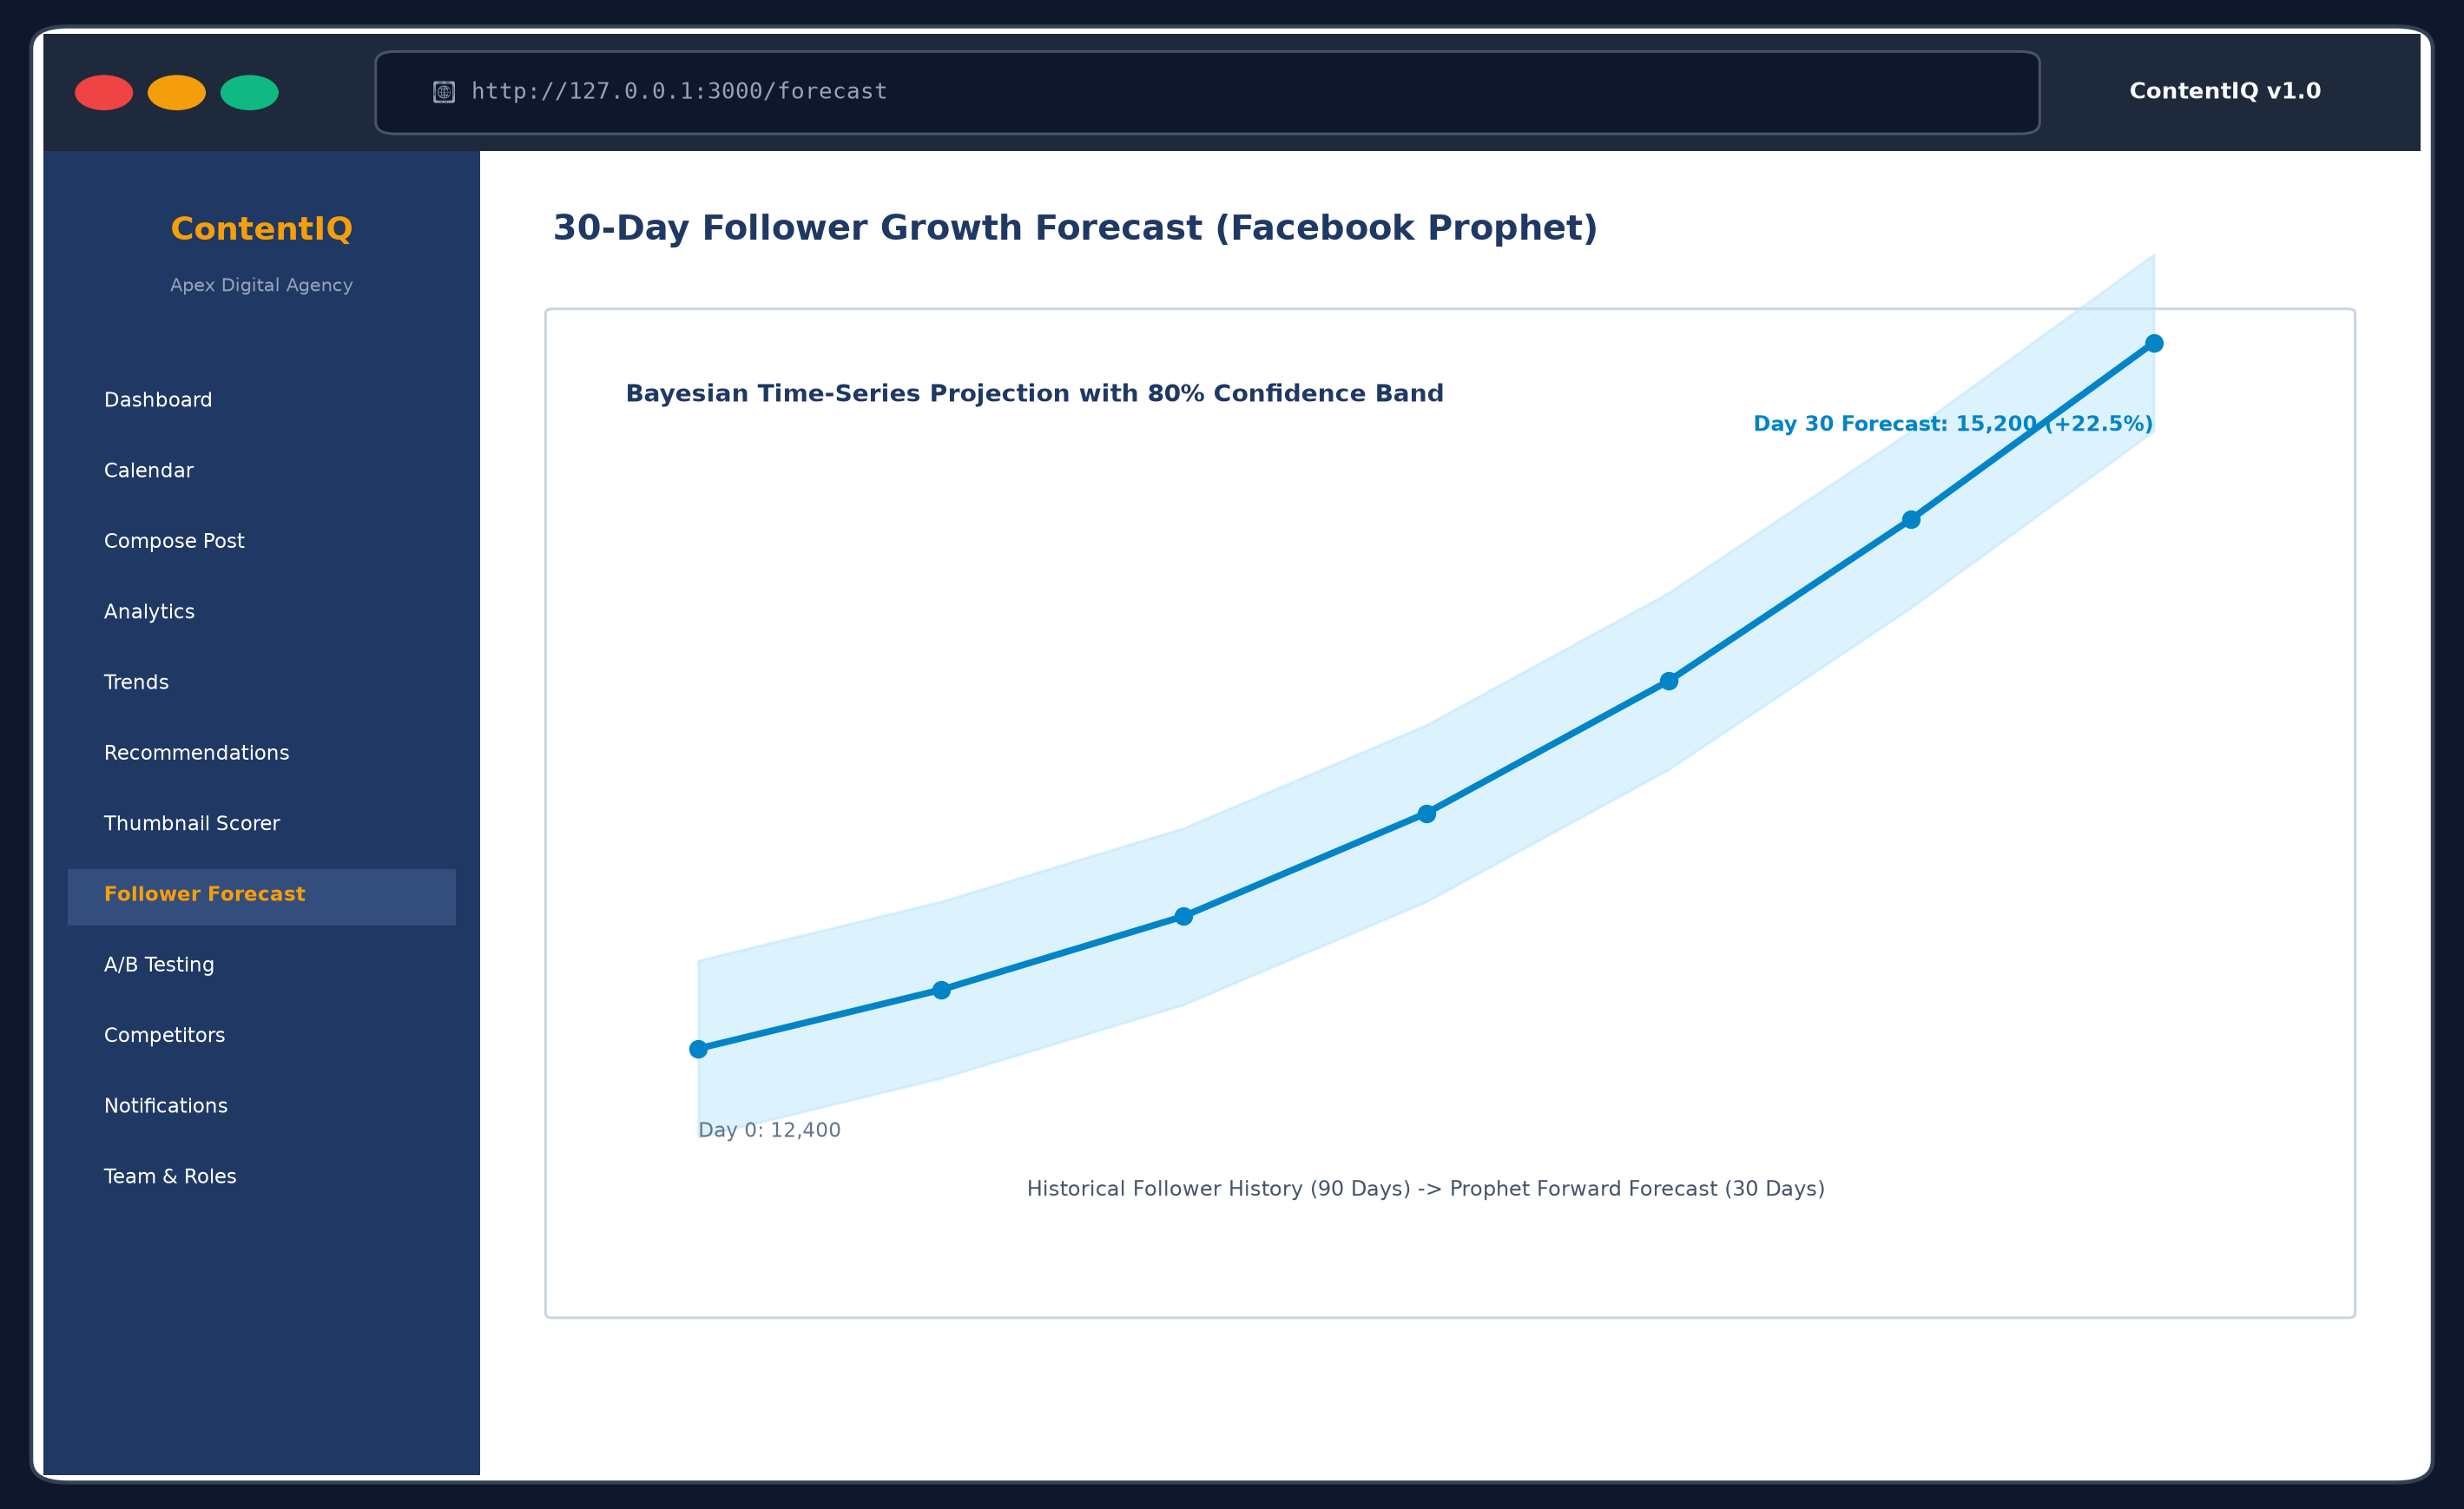 http://127.0.0.1:3000/forecast
ContentIQ v1.0
ContentIQ
Apex Digital Agency
Dashboard
Calendar
Compose Post
Analytics
Trends
Recommendations
Thumbnail Scorer
Follower Forecast
A/B Testing
Competitors
Notifications
Team & Roles
30-Day Follower Growth Forecast (Facebook Prophet)
Bayesian Time-Series Projection with 80% Confidence Band
Day 30 Forecast: 15,200 (+22.5%)
Day 0: 12,400
Historical Follower History (90 Days) -> Prophet Forward Forecast (30 Days)